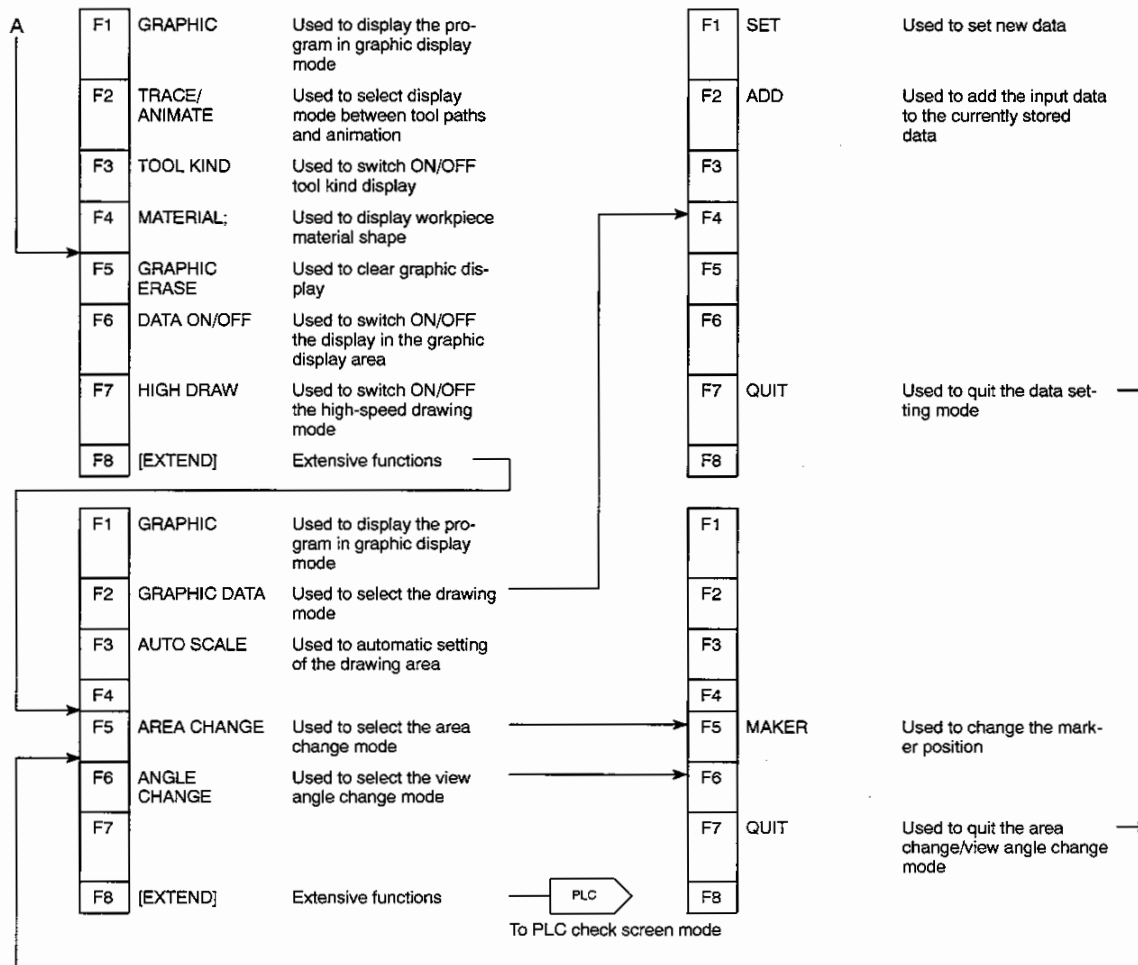 A
F1 GRAPHIC Used to display the pro-
gram in graphic display
mode
F2 TRACE/ Used to select display
ANIMATE mode between tool paths
and animation
F3 TOOL KIND Used to switch ON/OFF
tool kind display
F4 MATERIAL; Used to display workpiece
material shape
F5 GRAPHIC Used to clear graphic dis-
ERASE play
F6 DATA ON/OFF Used to switch ON/OFF
the display in the graphic
display area
F7 HIGH DRAW Used to switch ON/OFF
the high-speed drawing
mode
F8 [EXTEND] Extensive functions
F1 SET Used to set new data
F2 ADD Used to add the input data
to the currently stored
data
F3
F4
F5
F6
F7 QUIT Used to quit the data set-
ting mode
F8
F1 GRAPHIC Used to display the pro-
gram in graphic display
mode
F2 GRAPHIC DATA Used to select the drawing
mode
F3 AUTO SCALE Used to automatic setting
of the drawing area
F4
F5 AREA CHANGE Used to select the area
change mode
F6 ANGLE Used to select the view
CHANGE angle change mode
F7
F8 [EXTEND] Extensive functions
PLC
To PLC check screen mode
F1
F2
F3
F4
F5 MAKER Used to change the mark-
er position
F6
F7 QUIT Used to quit the area
change/view angle change
mode
F8